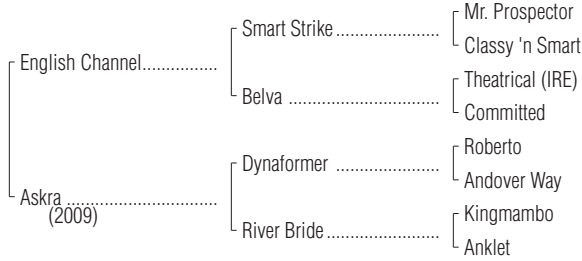 Mr. Prospector
Smart Strike ......................
Classy 'n Smart
English Channel................
Theatrical (IRE)
Belva ................................
Committed
Roberto
Dynaformer ......................
Andover Way
Askra ................................
(2009)
Kingmambo
River Bride........................
Anklet